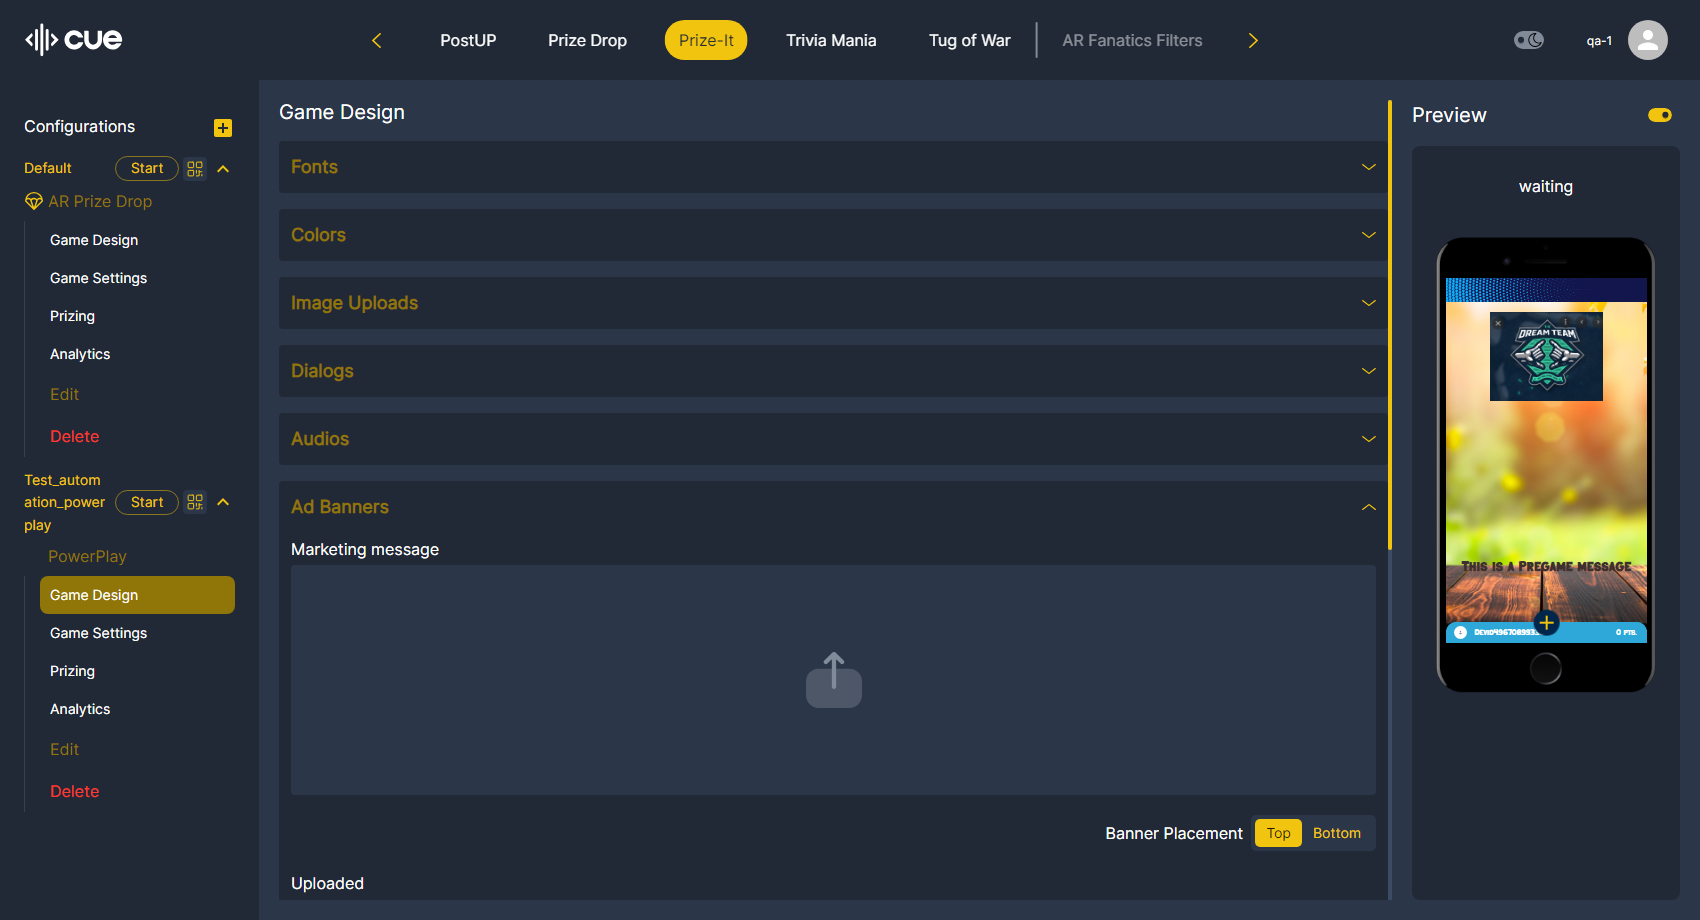 cue
PostUP
Prize Drop
Prize-It
Trivia Mania
Tug of War
AR Fanatics Filters
qa-1
Configurations
Default
Start
AR Prize Drop
Game Design
Game Settings
Prizing
Analytics
Edit
Delete
Test_autom
ation_power
play
Start
PowerPlay
Game Design
Game Settings
Prizing
Analytics
Edit
Delete
Game Design
Fonts
Colors
Image Uploads
Dialogs
Audios
Ad Banners
Marketing message
Banner Placement
Top
Bottom
Uploaded
Preview
waiting
DREAM TEAM
This is a Pregame message
0 pts.